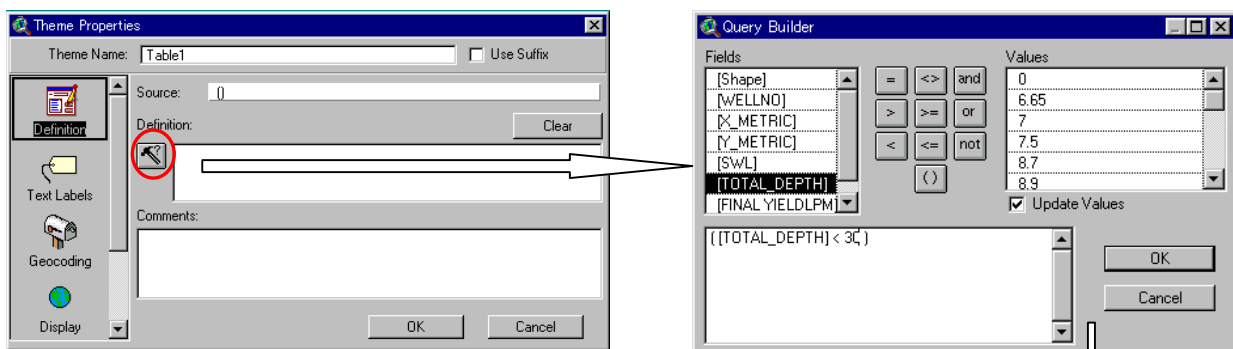 Theme Properties
Theme Name: Table1 Use Suffix
Definition
Text Labels
Geocoding
Display
Source: _()
Definition: Clear
Comments:
OK Cancel
Query Builder
Fields
[Shape]
[WELLNO]
[X_METRIC]
[Y_METRIC]
[SWL]
[TOTAL_DEPTH]
[FINAL YIELDLPM]
= <> and
> >= or
< <= not
()
Values
0
6.65
7
7.5
8.7
8.9
Update Values
( [TOTAL_DEPTH] < 30 )
OK
Cancel